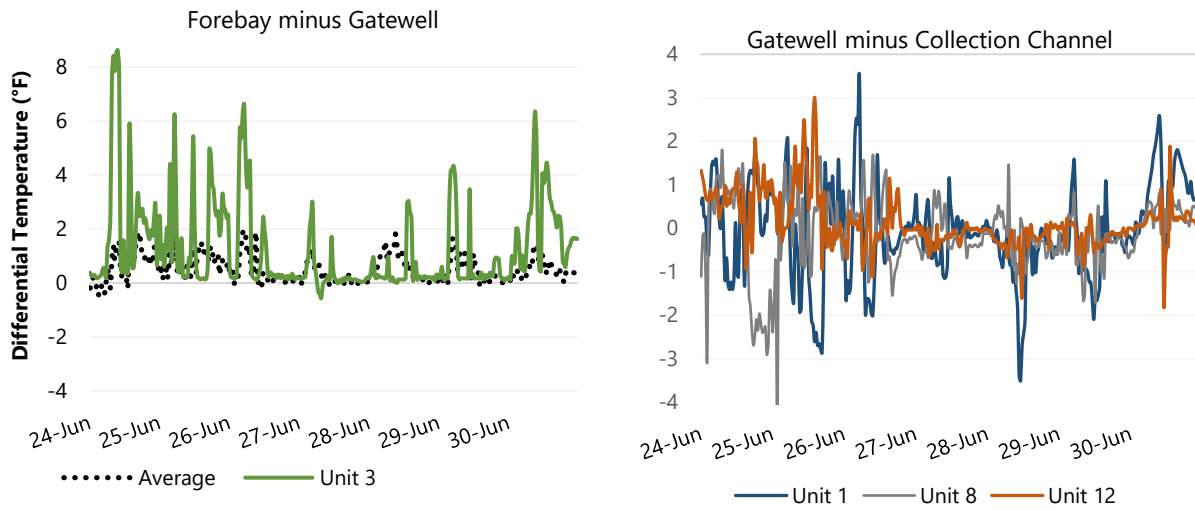 Forebay minus Gatewell
Differential Temperature (°F)
8
6
4
2
0
-2
-4
24-Jun 25-Jun 26-Jun 27-Jun 28-Jun 29-Jun 30-Jun
Average Unit 3
Gatewell minus Collection Channel
4
3
2
1
0
-1
-2
-3
-4
24-Jun 25-Jun 26-Jun 27-Jun 28-Jun 29-Jun 30-Jun
Unit 1 Unit 8 Unit 12